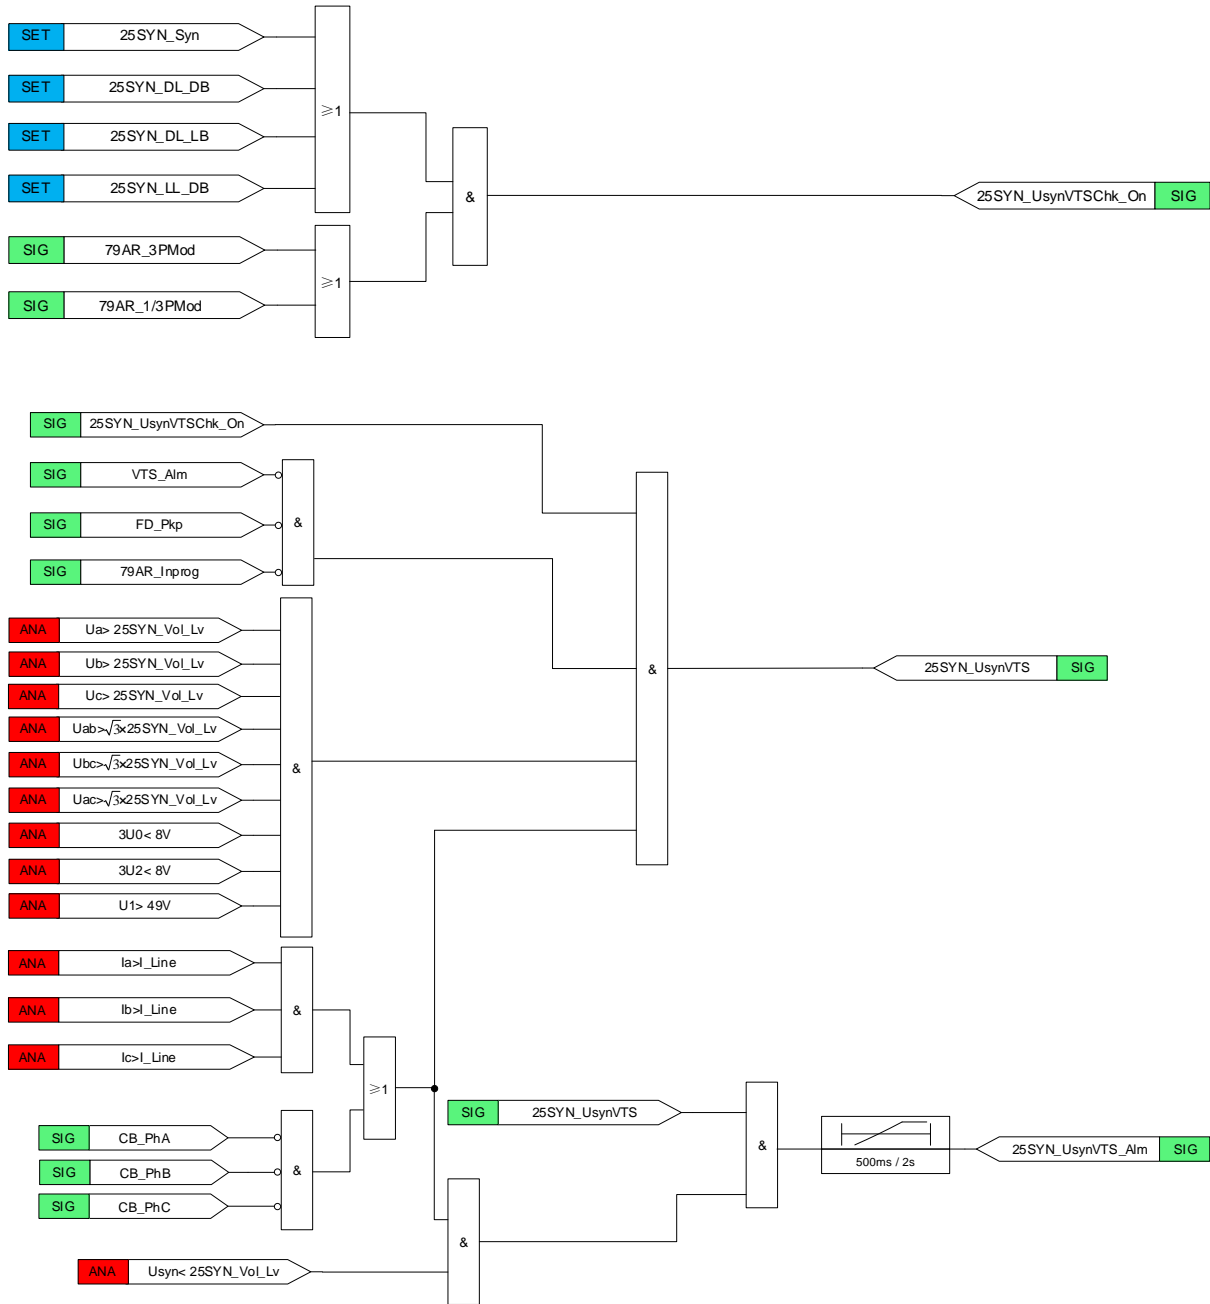 SET 25SYN_Syn
SET 25SYN_DL_DB
SET 25SYN_DL_LB
SET 25SYN_LL_DB
≥1
&
25SYN_UsynVTSChk_On SIG
SIG 79AR_3PMod
SIG 79AR_1/3PMod
≥1
SIG 25SYN_UsynVTSChk_On
SIG VTS_Alm
SIG FD_Pkp
SIG 79AR_Inprog
&
ANA Ua> 25SYN_Vol_Lv
ANA Ub> 25SYN_Vol_Lv
ANA Uc> 25SYN_Vol_Lv
ANA Uab>√3×25SYN_Vol_Lv
ANA Ubc>√3×25SYN_Vol_Lv
ANA Uac>√3×25SYN_Vol_Lv
ANA 3U0< 8V
ANA 3U2< 8V
ANA U1> 49V
&
&
25SYN_UsynVTS SIG
ANA Ia>I_Line
ANA Ib>I_Line
ANA Ic>I_Line
&
≥1
SIG CB_PhA
SIG CB_PhB
SIG CB_PhC
&
SIG 25SYN_UsynVTS
&
500ms / 2s
25SYN_UsynVTS_Alm SIG
ANA Usyn< 25SYN_Vol_Lv
&